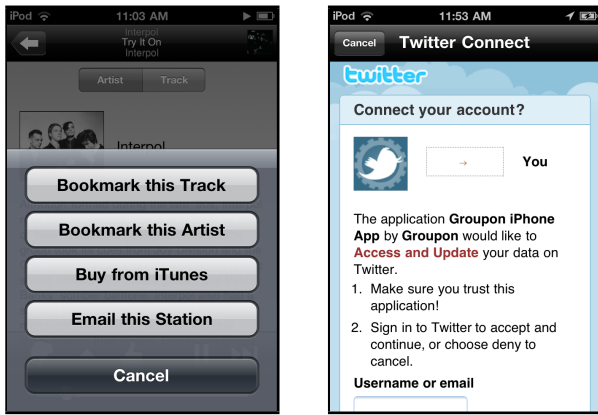 iPod 11:03 AM
Interpol
Try It On
Interpol
Artist Track
Interpol
Bookmark this Track
Bookmark this Artist
Buy from iTunes
Email this Station
Cancel
iPod 11:53 AM
Cancel Twitter Connect
twitter
Connect your account?
→ You
The application Groupon iPhone
App by Groupon would like to
Access and Update your data on
Twitter.
1. Make sure you trust this
application!
2. Sign in to Twitter to accept and
continue, or choose deny to
cancel.
Username or email